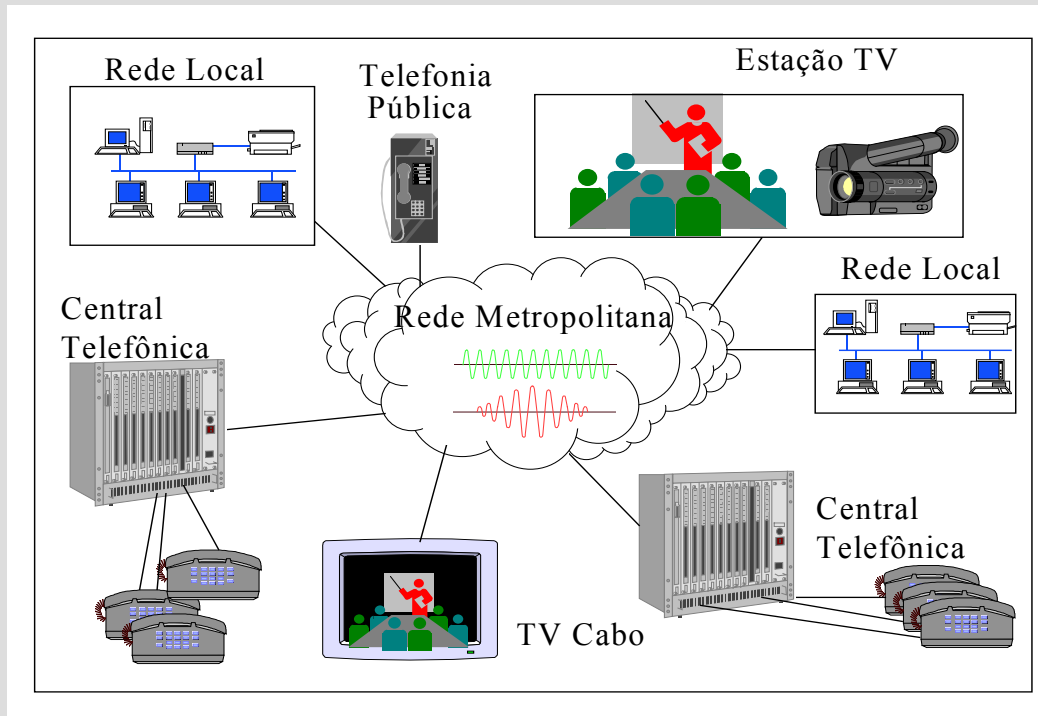 Rede Local
Telefonia
Pública
Estação TV
Rede Local
Central
Telefônica
Rede Metropolitana
Central
Telefônica
TV Cabo